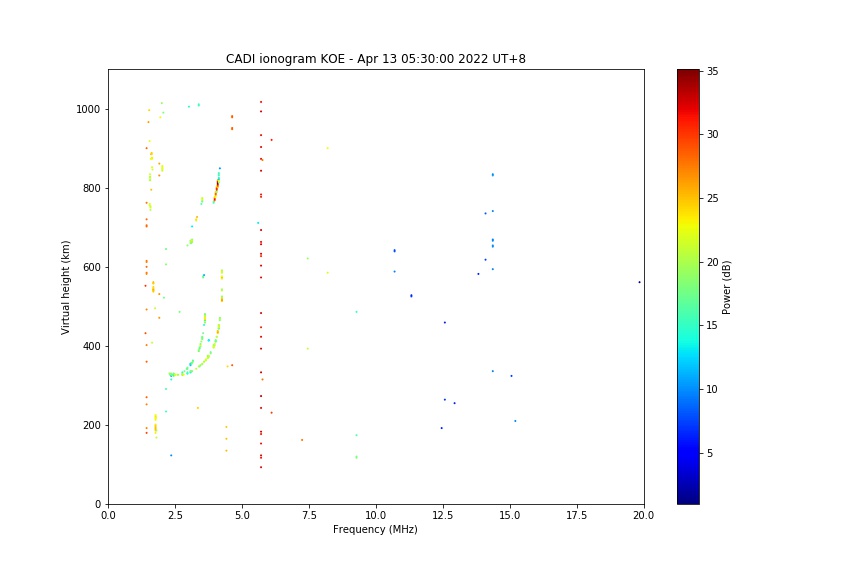 CADI ionogram KOE - Apr 13 05:30:00 2022 UT+8
Virtual height (km)
1000
800
600
400
200
0
0.0 2.5 5.0 7.5 10.0 12.5 15.0 17.5 20.0
Frequency (MHz)
35
30
25
20
15
10
5
Power (dB)